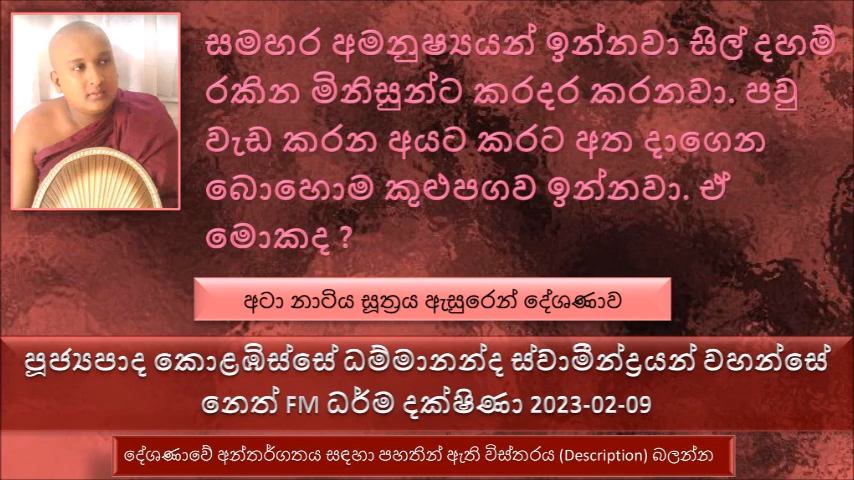 සමහර අමනුෂ්‍යයන් ඉන්නවා සිල් දහම්
රකින මිනිසුන්ට කරදර කරනවා. පවු
වැඩ කරන අයට කරට අත දාගෙන
බොහොම කුළුපගව ඉන්නවා. ඒ
මොකද ?
අටා නාටිය සූත්‍රය ඇසුරෙන් දේශණාව
පූජ්‍යපාද කොළඹිස්සේ ධම්මානන්ද ස්වාමීන්ද්‍රයන් වහන්සේ
නෙත් FM ධර්ම දක්ෂිණා 2023-02-09
දේශණාවේ අන්තර්ගතය සඳහා පහතින් ඇති විස්තරය (Description) බලන්න